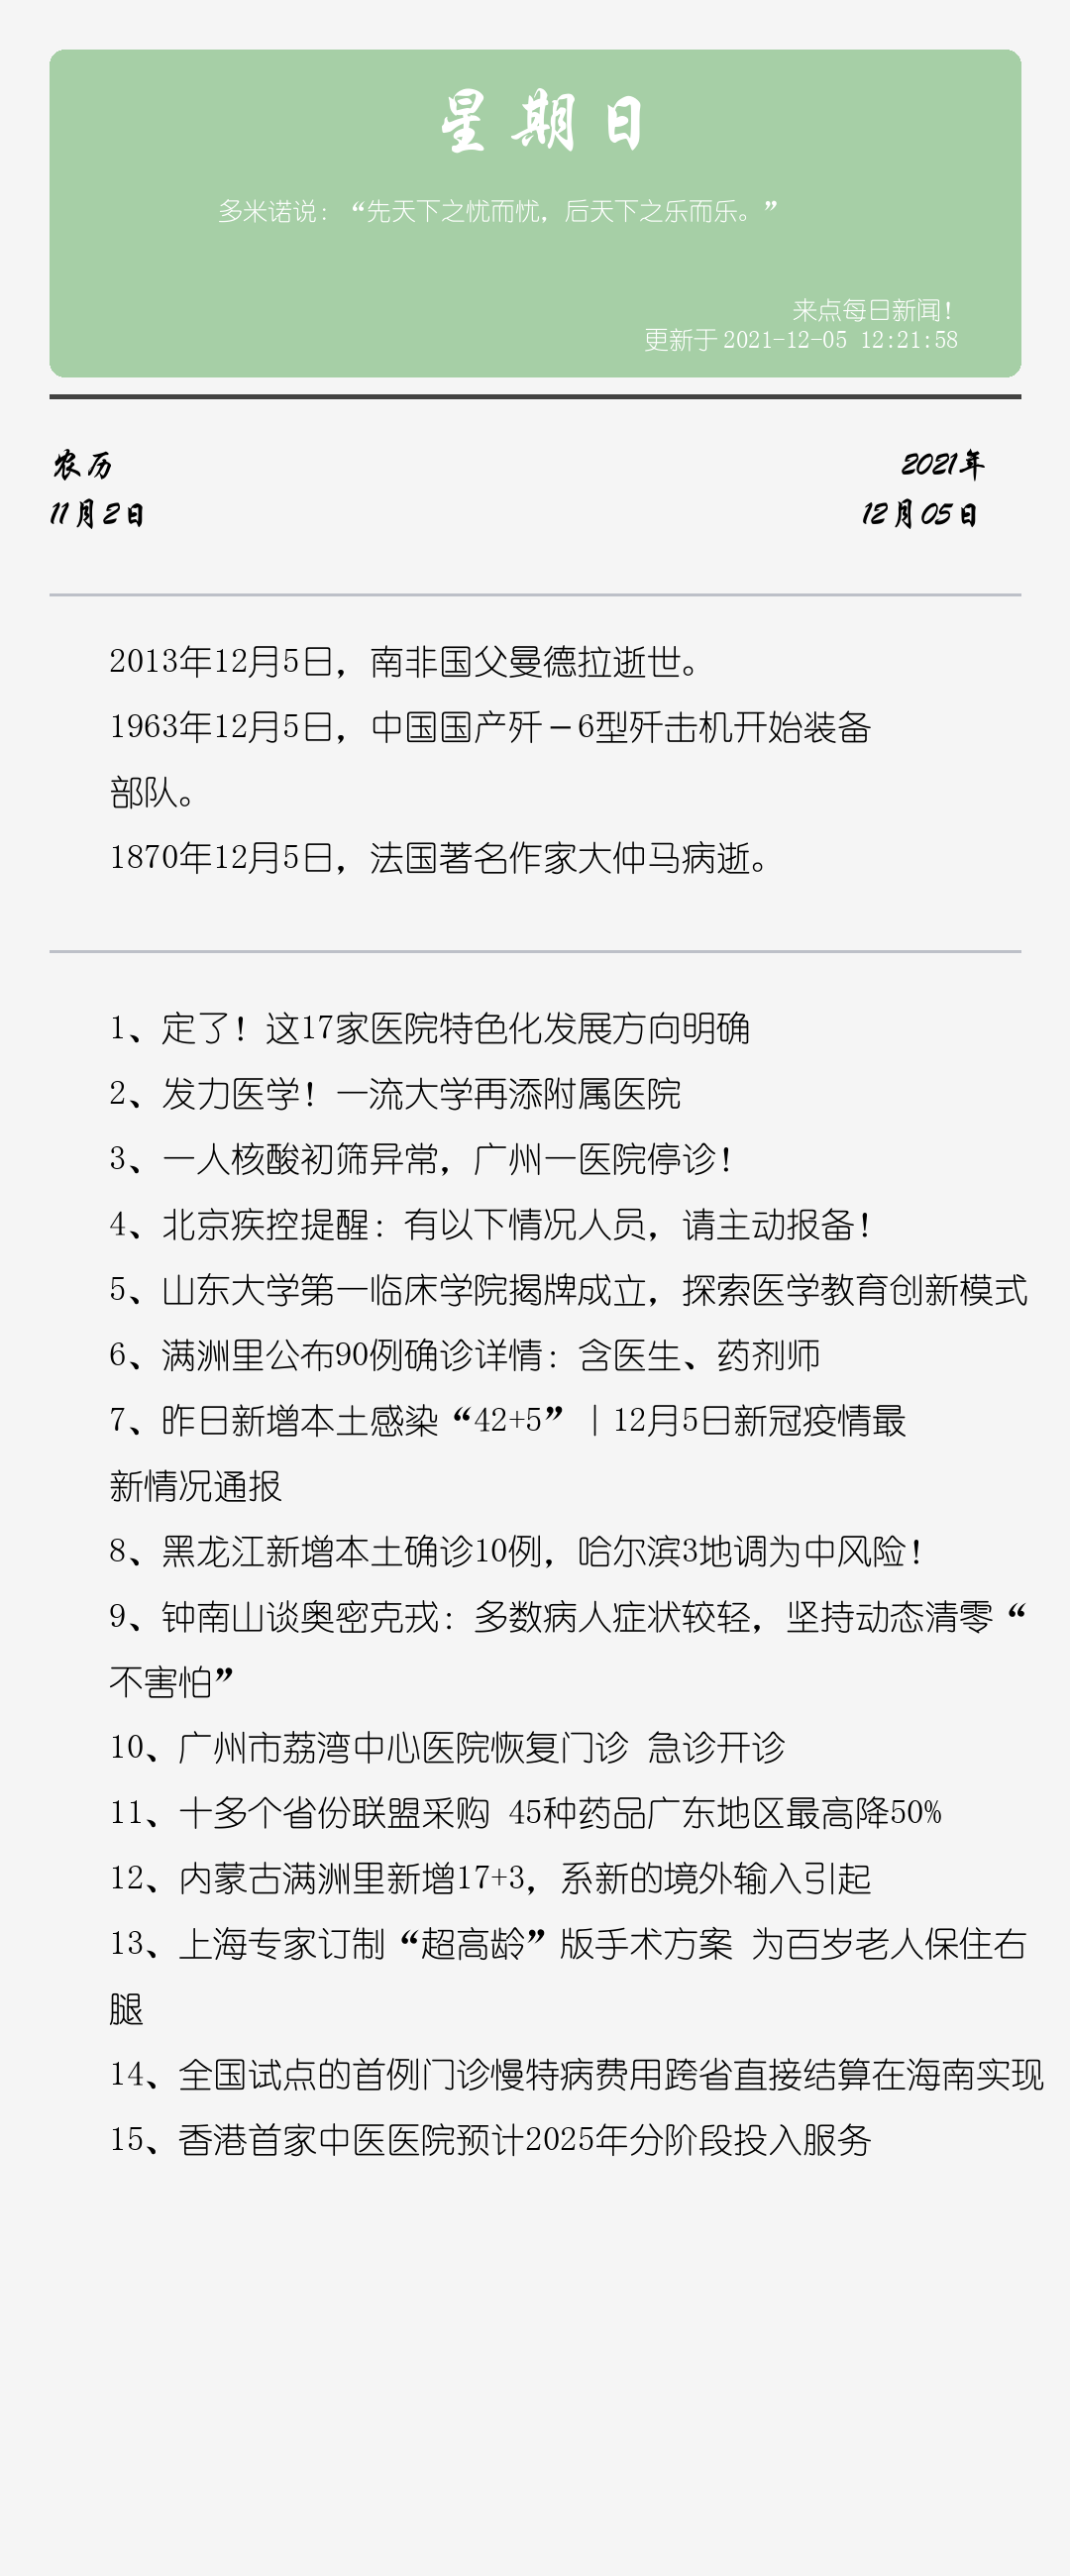 星期日
多米诺说：“先天下之忧而忧，后天下之乐而乐。”
来点每日新闻！
更新于 2021-12-05 12:21:58
农历
2021年
11月2日
12月05日
2013年12月5日，南非国父曼德拉逝世。
1963年12月5日，中国国产歼－6型歼击机开始装备
部队。
1870年12月5日，法国著名作家大仲马病逝。
1、定了！这17家医院特色化发展方向明确
2、发力医学！一流大学再添附属医院
3、一人核酸初筛异常，广州一医院停诊！
4、北京疾控提醒：有以下情况人员，请主动报备！
5、山东大学第一临床学院揭牌成立，探索医学教育创新模式
6、满洲里公布90例确诊详情：含医生、药剂师
7、昨日新增本土感染“42+5”｜12月5日新冠疫情最
新情况通报
8、黑龙江新增本土确诊10例，哈尔滨3地调为中风险！
9、钟南山谈奥密克戎：多数病人症状较轻，坚持动态清零“
不害怕”
10、广州市荔湾中心医院恢复门诊 急诊开诊
11、十多个省份联盟采购 45种药品广东地区最高降50%
12、内蒙古满洲里新增17+3，系新的境外输入引起
13、上海专家订制“超高龄”版手术方案 为百岁老人保住右
腿
14、全国试点的首例门诊慢特病费用跨省直接结算在海南实现
15、香港首家中医医院预计2025年分阶段投入服务